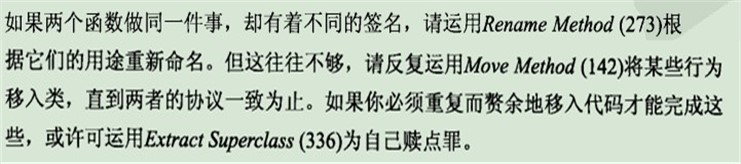 如果两个函数做同一件事，却有着不同的签名，请运用Rename Method (273)根
据它们的用途重新命名。但这往往不够，请反复运用Move Method (142)将某些行为
移入类，直到两者的协议一致为止。如果你必须重复而赘余地移入代码才能完成这
些，或许可运用Extract Superclass (336)为自己赎点罪。